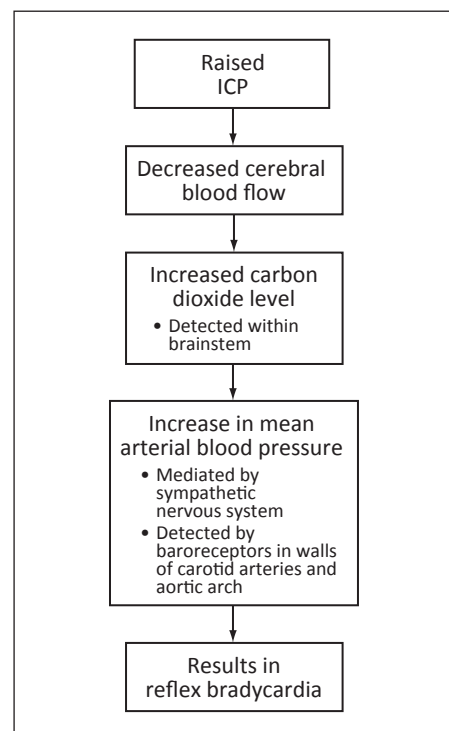 Raised
ICP
Decreased cerebral
blood flow
Increased carbon
dioxide level
• Detected within
brainstem
Increase in mean
arterial blood pressure
• Mediated by
sympathetic
nervous system
• Detected by
baroreceptors in walls
of carotid arteries and
aortic arch
Results in
reflex bradycardia